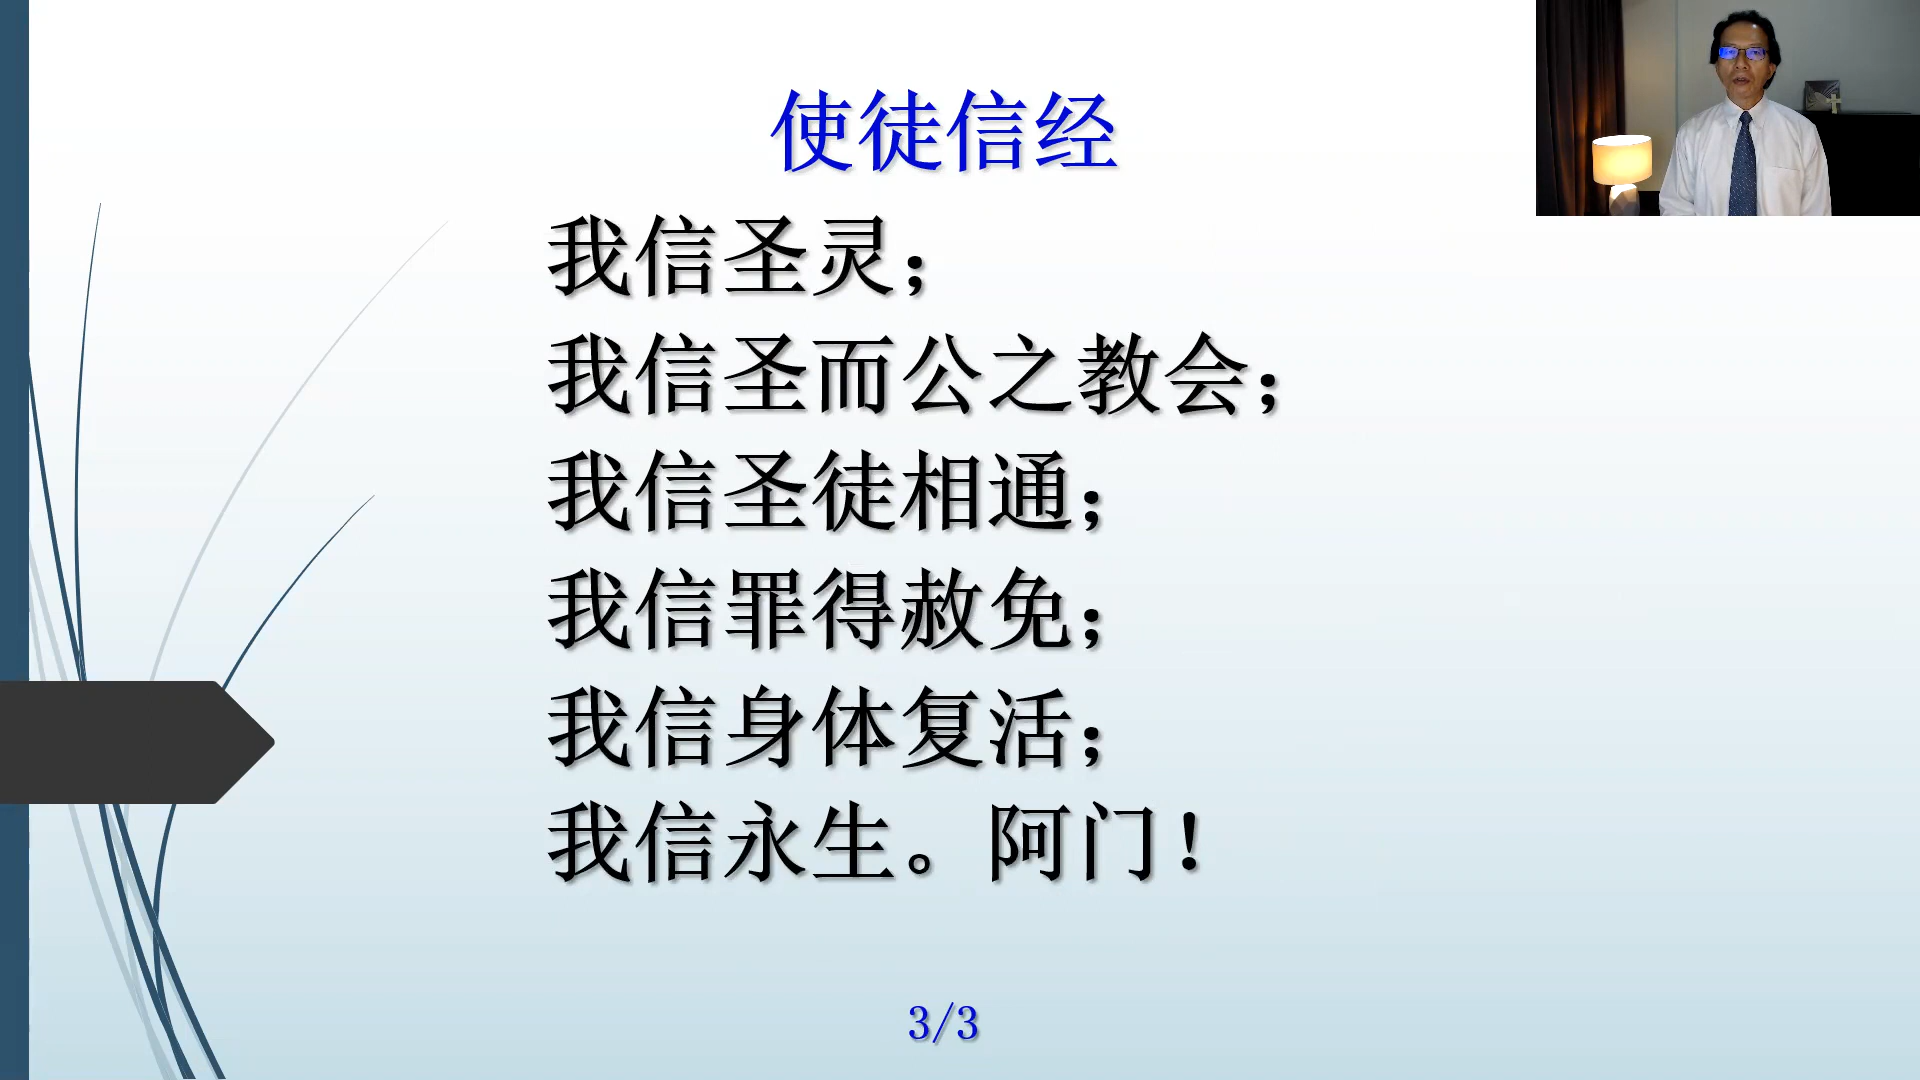 使徒信经
我信圣灵；
我信圣而公之教会；
我信圣徒相通；
我信罪得赦免；
我信身体复活；
我信永生。阿门！
3/3